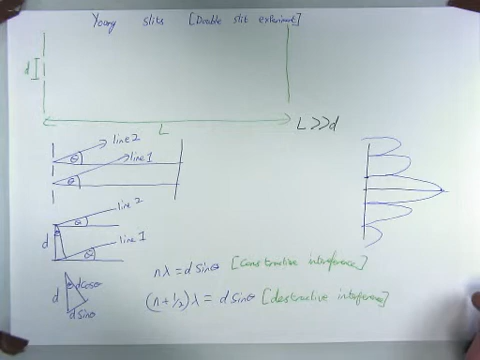 Young slits [Double slit experiment]
d
L
L>>d
line 2
θ
line 1
θ
line 2
θ
d
θ
line 1
θ
d
θ
dcosθ
dsinθ
nλ = d sinθ [constructive interference]
(n+1/2)λ = d sinθ [destructive interference]